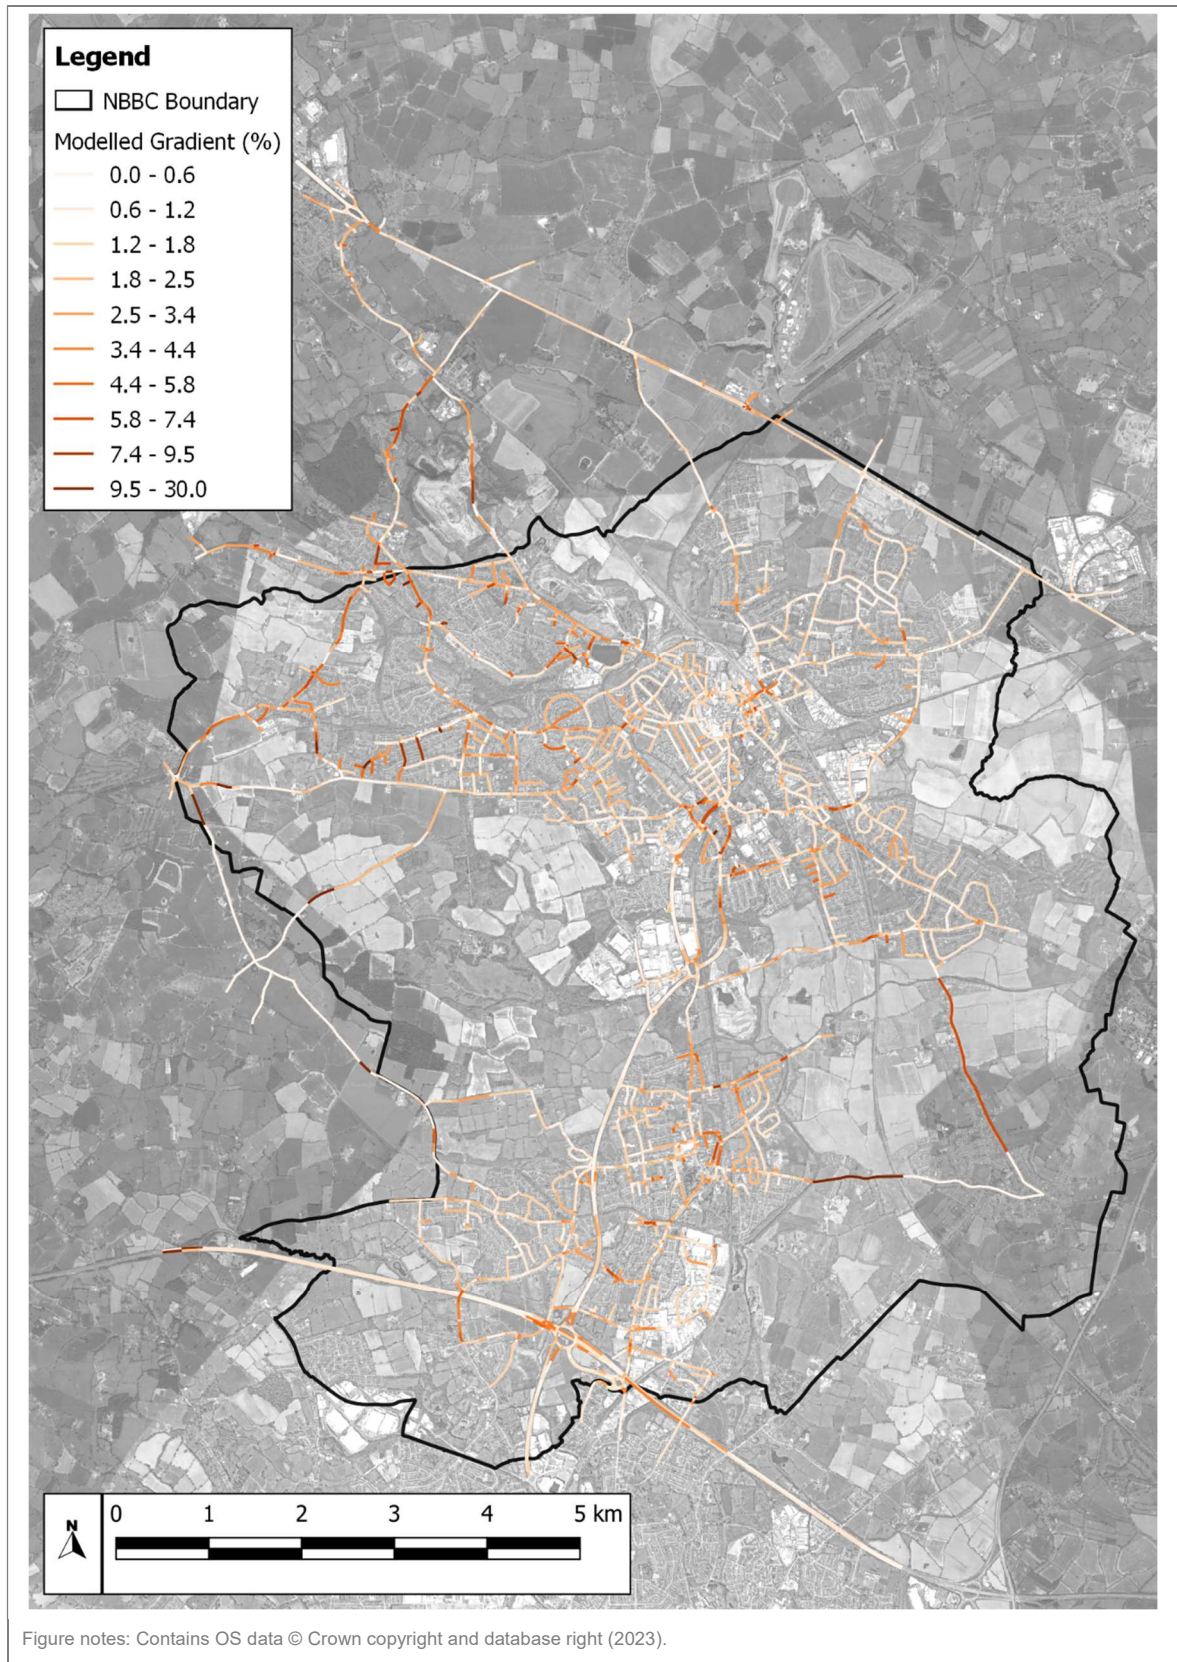 Legend
NBBC Boundary
Modelled Gradient (%)
0.0 - 0.6
0.6 - 1.2
1.2 - 1.8
1.8 - 2.5
2.5 - 3.4
3.4 - 4.4
4.4 - 5.8
5.8 - 7.4
7.4 - 9.5
9.5 - 30.0
N
0 1 2 3 4 5 km
Figure notes: Contains OS data © Crown copyright and database right (2023).